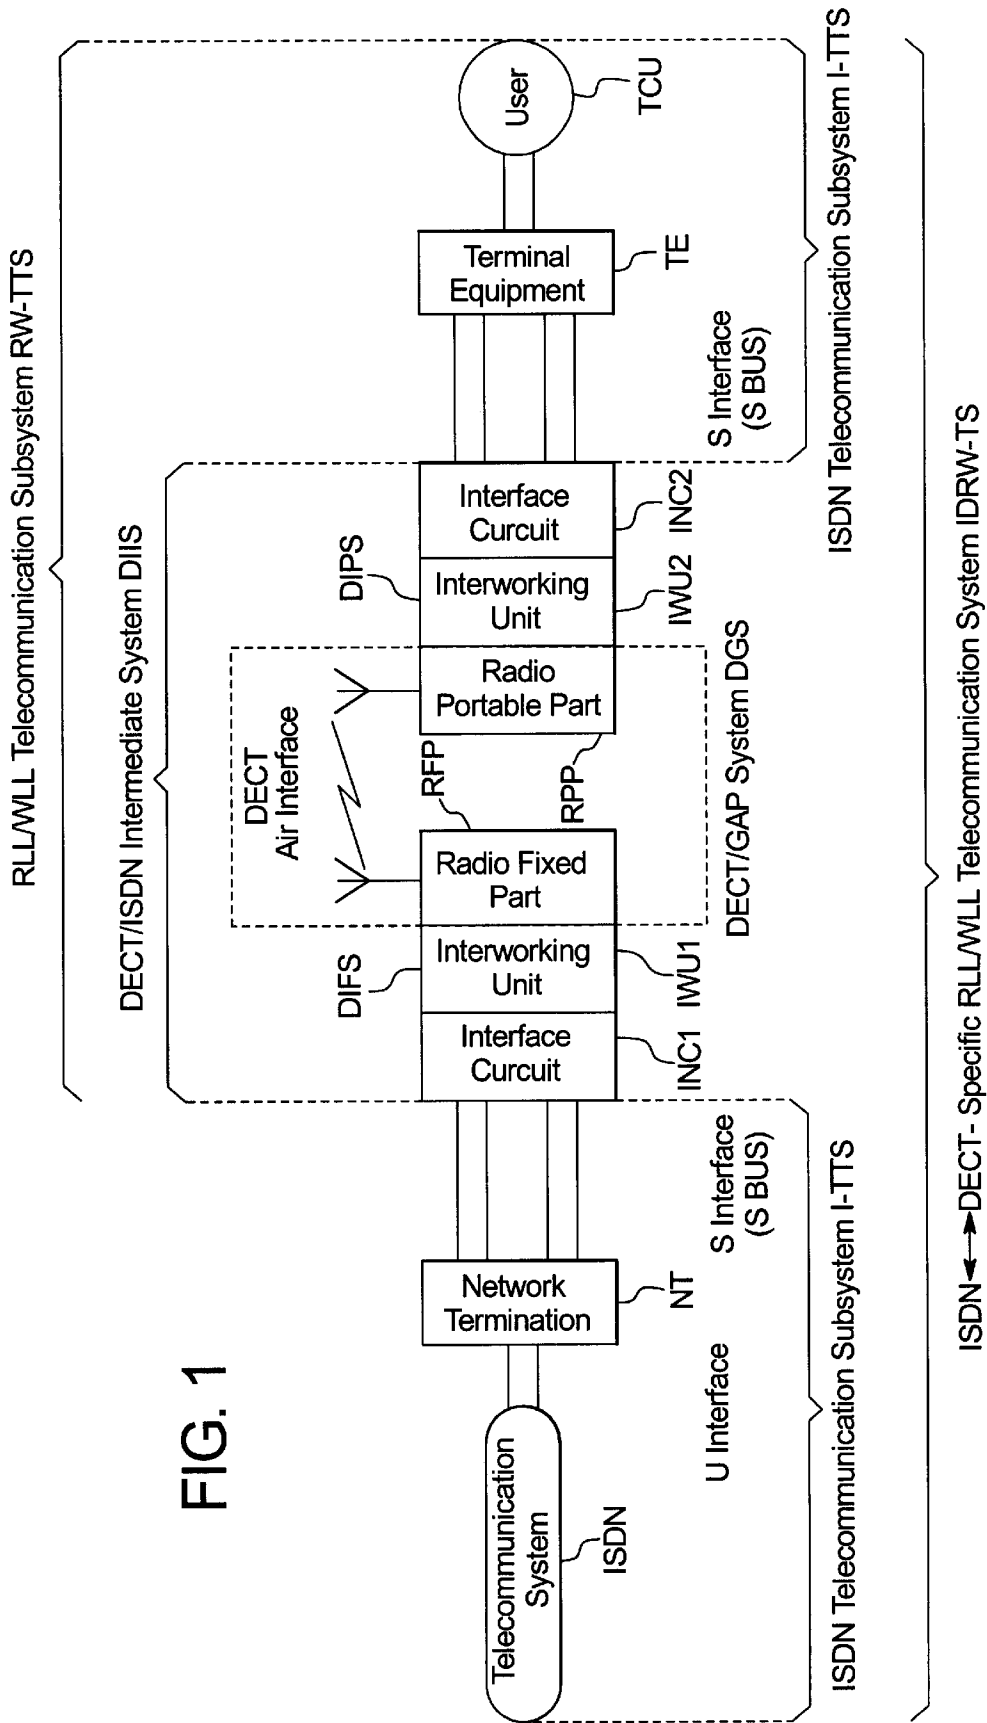 FIG. 1
RLL/WLL Telecommunication Subsystem RW-TTS
DECT/ISDN Intermediate System DIIS
DECT
Air Interface
DIFS
DIPS
RFP
RPP
Telecommunication
System
ISDN
U Interface
Network
Termination
NT
S Interface
(S BUS)
Interface
Curcuit
INC1
Interworking
Unit
IWU1
Radio Fixed
Part
Radio
Portable Part
Interworking
Unit
IWU2
Interface
Curcuit
INC2
S Interface
(S BUS)
Terminal
Equipment
TE
User
TCU
DECT/GAP System DGS
ISDN Telecommunication Subsystem I-TTS
ISDN Telecommunication Subsystem I-TTS
ISDN◄─►DECT- Specific RLL/WLL Telecommunication System IDRW-TS